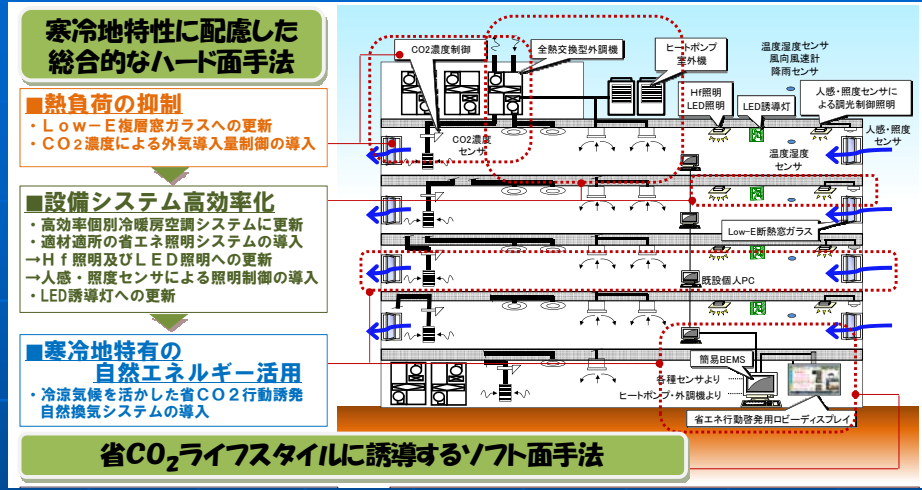 寒冷地特性に配慮した
総合的なハード面手法
■熱負荷の抑制
・Ｌｏｗ－Ｅ複層窓ガラスへの更新
・ＣＯ２濃度による外気導入量制御の導入
■設備システム高効率化
・高効率個別冷暖房空調システムに更新
・適材適所の省エネ照明システムの導入
→Ｈｆ照明及びＬＥＤ照明への更新
→人感・照度センサによる照明制御の導入
・LED誘導灯への更新
■寒冷地特有の
自然エネルギー活用
・冷涼気候を活かした省ＣＯ２行動誘発
自然換気システムの導入
CO2濃度制御
全熱交換型外調機
ヒートポンプ
室外機
温度湿度センサ
風向風速計
降雨センサ
Hf照明
LED照明
LED誘導灯
人感・照度センサに
よる調光制御照明
CO2濃度
センサ
温度湿度
センサ
人感・照度
センサ
Low-E断熱窓ガラス
既設個人PC
簡易BEMS
各種センサより
ヒートポンプ・外調機より
省エネ行動啓発用ロビーディスプレイ
省CO₂ライフスタイルに誘導するソフト面手法